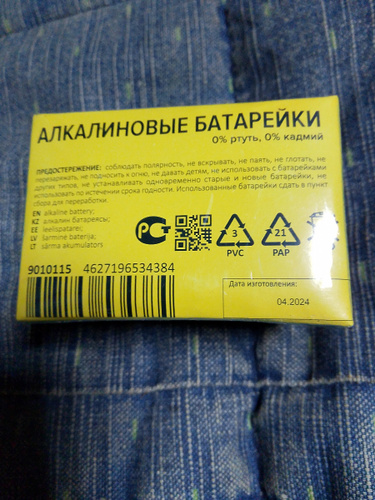 АЛКАЛИНОВЫЕ БАТАРЕЙКИ
0% ртуть, 0% кадмий
ПРЕДОСТЕРЕЖЕНИЕ: соблюдать полярность, не вскрывать, не паять, не глотать, не
перезаряжать, не подносить к огню, не давать детям, не использовать с батарейками
других типов, не устанавливать одновременно старые и новые батарейки, не
использовать по истечении срока годности. Использованные батарейки сдать в пункт
сбора для переработки.
EN alkaline battery;
KZ алкалин батареясы;
EE leelispatarei;
LV šarmine baterija;
LT sārma akumulators
РСТ
3
PVC
21
PAP
9010115 4627196534384
Дата изготовления:
04.2024